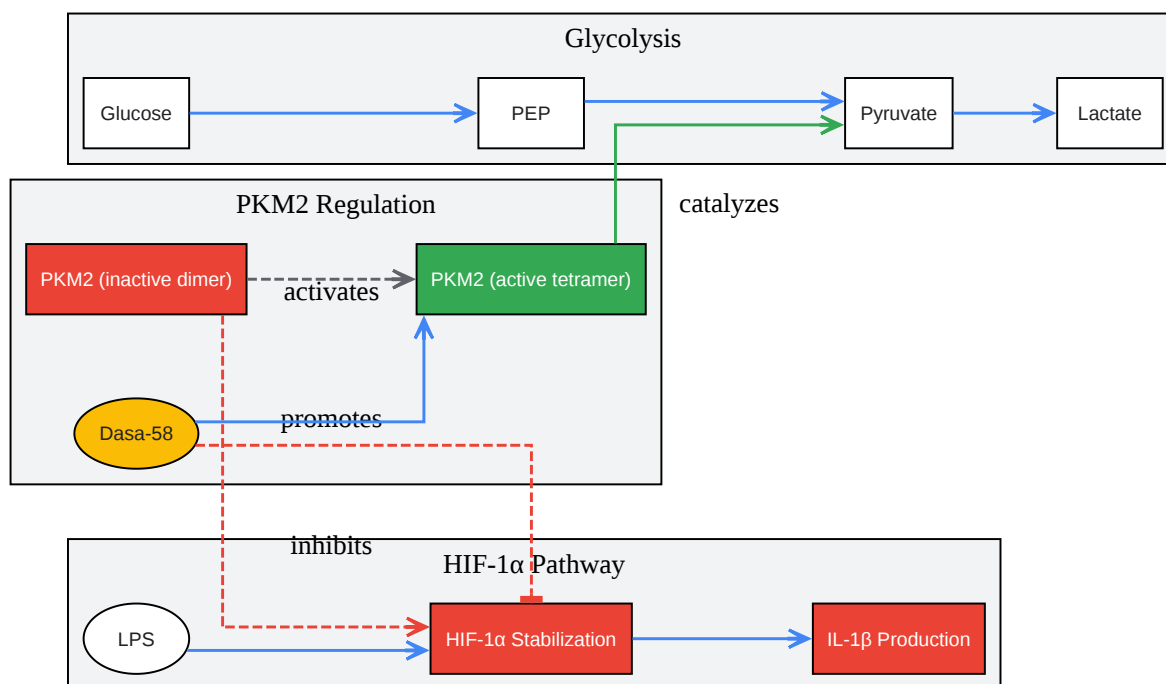 Glycolysis
Glucose
PEP
Pyruvate
Lactate
PKM2 Regulation
catalyzes
PKM2 (inactive dimer)
activates
PKM2 (active tetramer)
promotes
Dasa-58
inhibits
HIF-1α Pathway
LPS
HIF-1α Stabilization
IL-1β Production